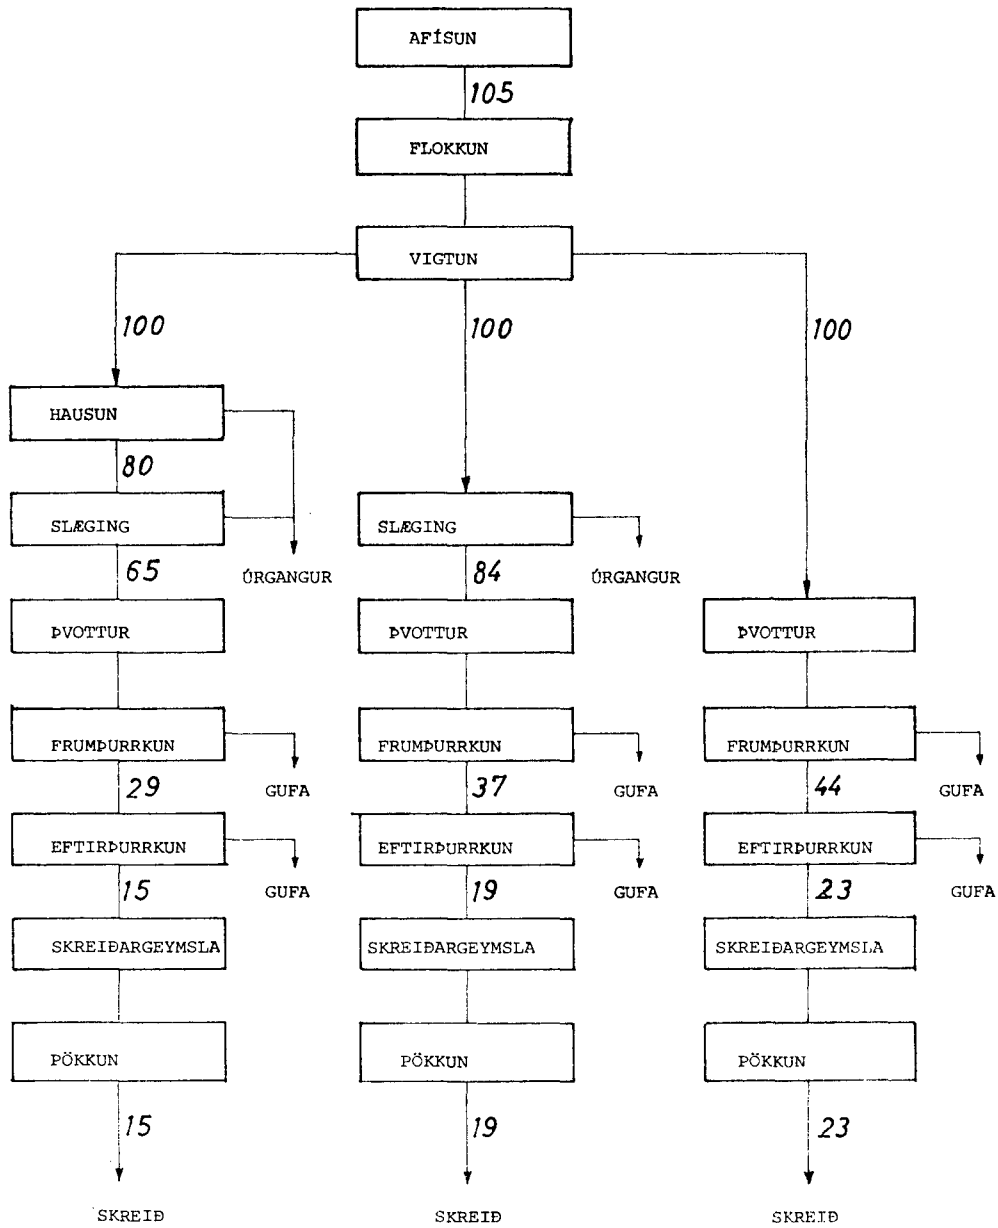 AFÍSUN
105
FLOKKUN
VIGTUN
100
100
100
HAUSUN
80
SLÆGING
SLÆGING
65
ÚRGANGUR
84
ÚRGANGUR
ÞVOTTUR
ÞVOTTUR
ÞVOTTUR
FRUMÞURRKUN
FRUMÞURRKUN
FRUMÞURRKUN
29
GUFA
37
GUFA
44
GUFA
EFTIRÞURRKUN
EFTIRÞURRKUN
EFTIRÞURRKUN
15
GUFA
19
GUFA
23
GUFA
SKREIÐARGEYMSLA
SKREIÐARGEYMSLA
SKREIÐARGEYMSLA
PÖKKUN
PÖKKUN
PÖKKUN
15
19
23
SKREIÐ
SKREIÐ
SKREIÐ